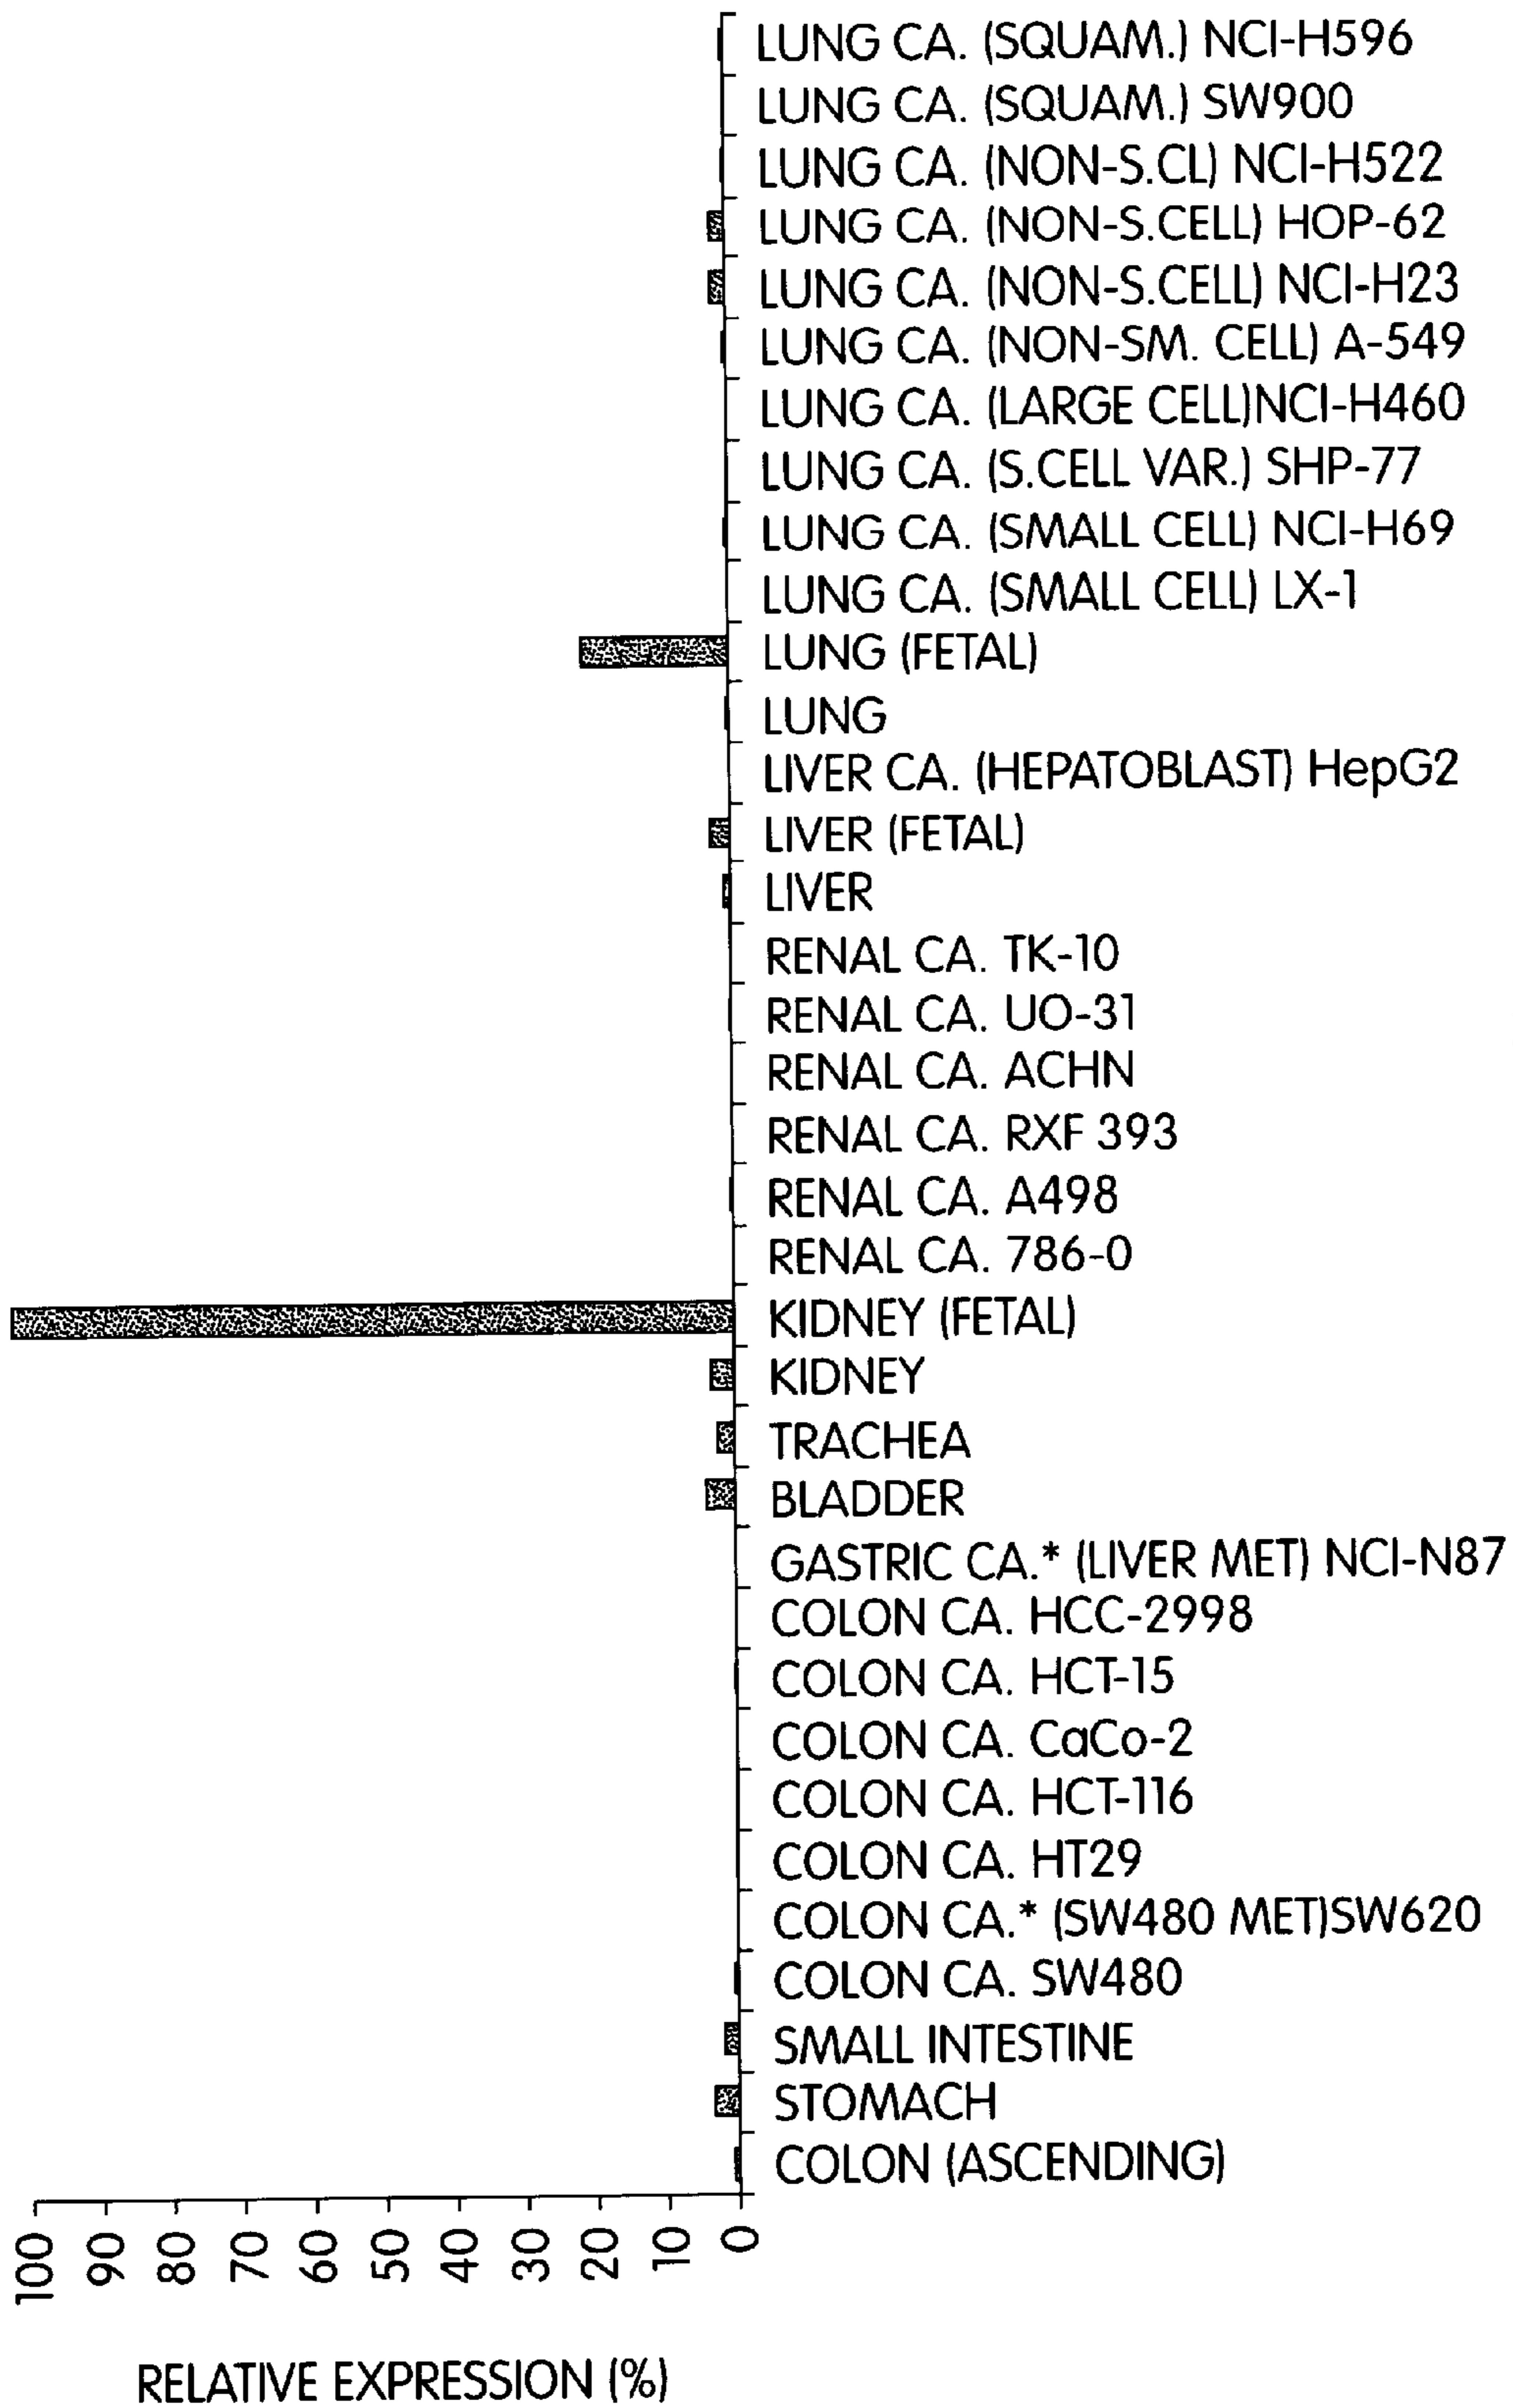 LUNG CA. (SQUAM.) NCI-H596
LUNG CA. (SQUAM.) SW900
LUNG CA. (NON-S.CL) NCI-H522
LUNG CA. (NON-S.CELL) HOP-62
LUNG CA. (NON-S.CELL) NCI-H23
LUNG CA. (NON-SM. CELL) A-549
LUNG CA. (LARGE CELL)NCI-H460
LUNG CA. (S.CELL VAR.) SHP-77
LUNG CA. (SMALL CELL) NCI-H69
LUNG CA. (SMALL CELL) LX-1
LUNG (FETAL)
LUNG
LIVER CA. (HEPATOBLAST) HepG2
LIVER (FETAL)
LIVER
RENAL CA. TK-10
RENAL CA. UO-31
RENAL CA. ACHN
RENAL CA. RXF 393
RENAL CA. A498
RENAL CA. 786-0
KIDNEY (FETAL)
KIDNEY
TRACHEA
BLADDER
GASTRIC CA.* (LIVER MET) NCI-N87
COLON CA. HCC-2998
COLON CA. HCT-15
COLON CA. CaCo-2
COLON CA. HCT-116
COLON CA. HT29
COLON CA.* (SW480 MET)SW620
COLON CA. SW480
SMALL INTESTINE
STOMACH
COLON (ASCENDING)
100 90 80 70 60 50 40 30 20 10 0
RELATIVE EXPRESSION (%)